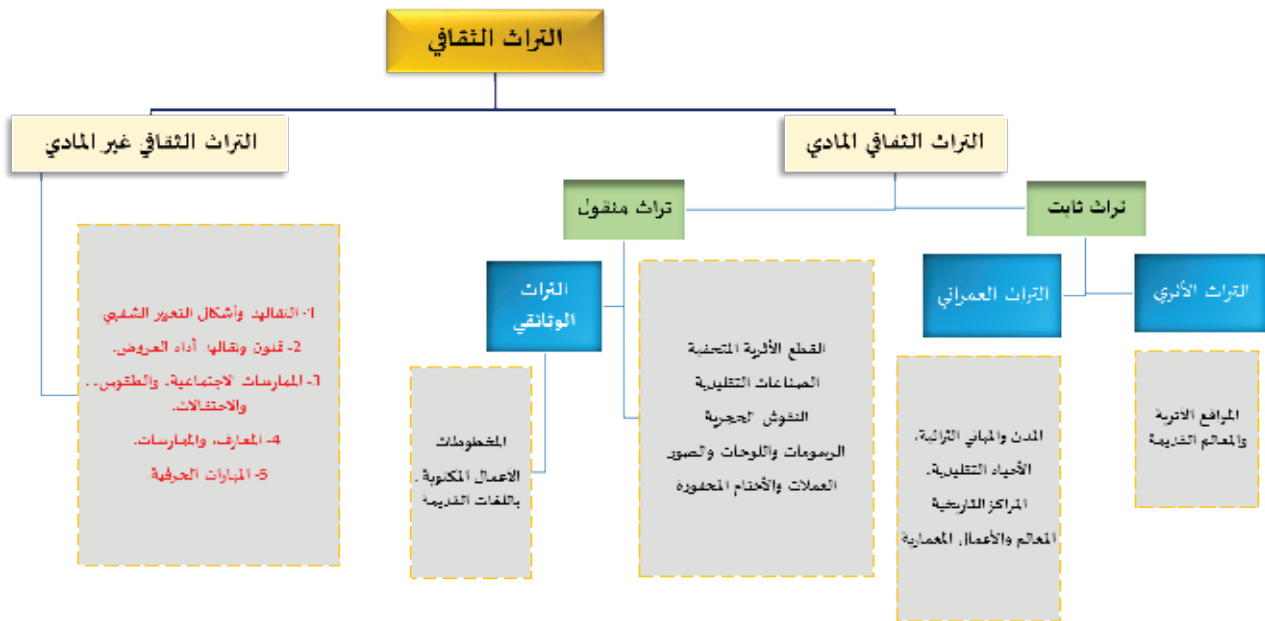 التراث الثقافي
التراث الثقافي المادي
التراث الثقافي غير المادي
تراث ثابت
تراث منقول
التراث الأثري
التراث العمراني
التراث
الوثائقي
المواقع الأثرية
والمعالم القديمة
المدن والمباني التراثية.
الأحياء التقليدية.
المراكز التاريخية
المعالم والأعمال المعمارية
القطع الأثرية المتحفية
الصناعات التقليدية
النقوش الحجرية
الرسومات واللوحات والصور
العملات والأختام المحفورة
المخطوطات
الاعمال المكتوبة .
باللغات القديمة
1- التقاليد وأشكال التعبير الشفهي.
2- فنون وتقاليد أداء العروض.
3- الممارسات الاجتماعية، والطقوس..
والاحتفالات.
4- المعارف، والممارسات.
5- المهارات الحرفية